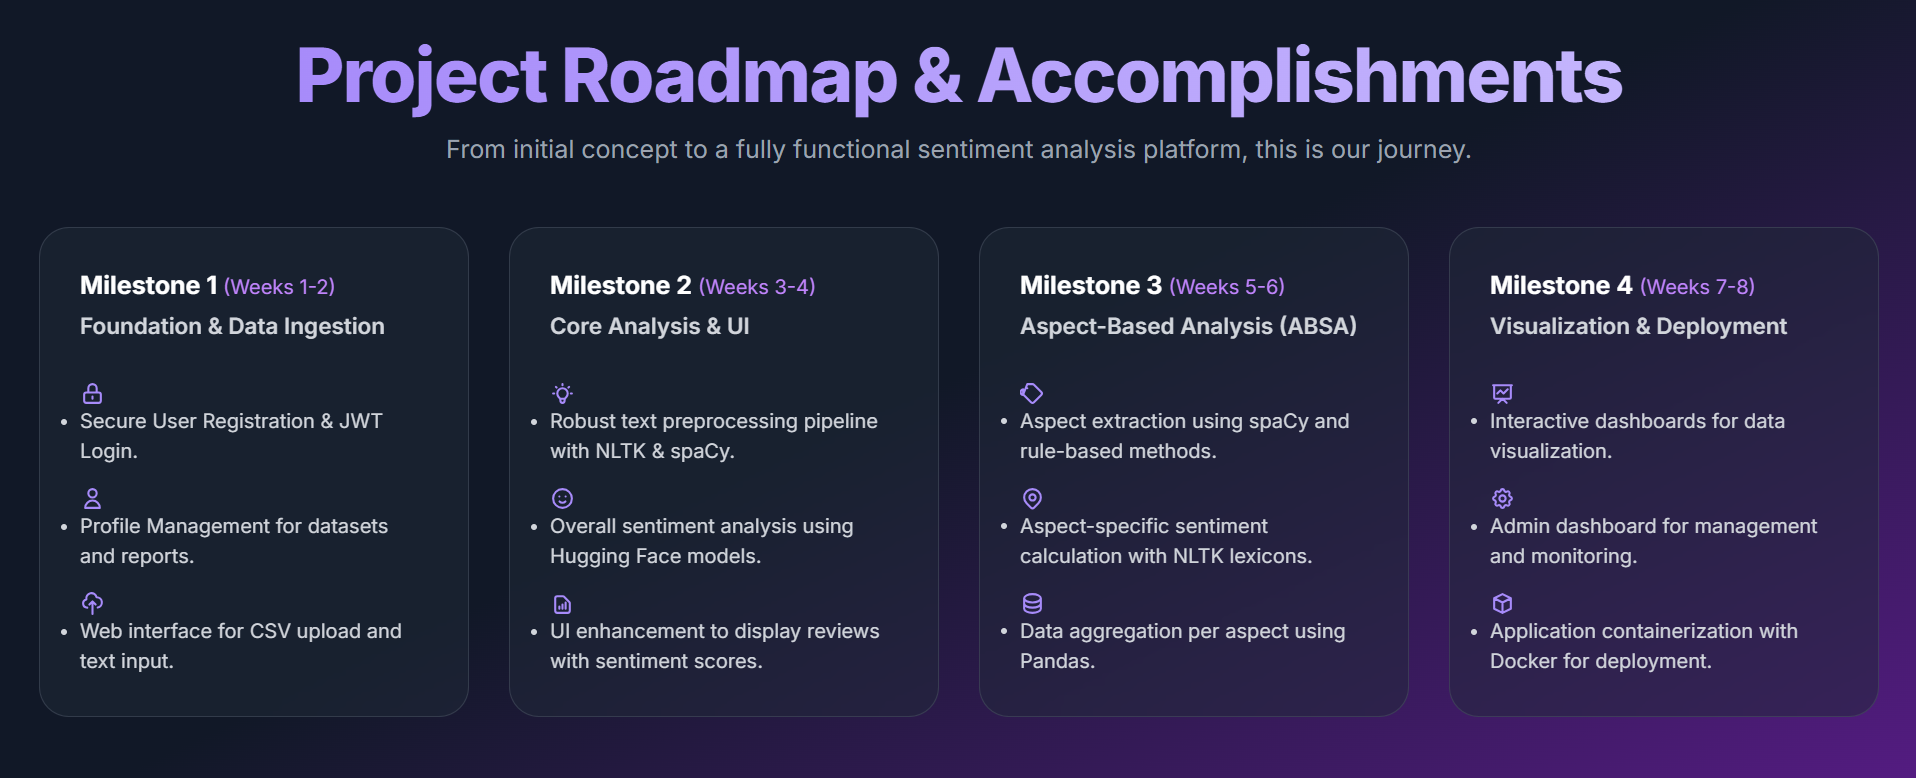 Project Roadmap & Accomplishments
From initial concept to a fully functional sentiment analysis platform, this is our journey.
Milestone 1 (Weeks 1-2)
Foundation & Data Ingestion
• Secure User Registration & JWT
Login.
• Profile Management for datasets
and reports.
• Web interface for CSV upload and
text input.
Milestone 2 (Weeks 3-4)
Core Analysis & UI
• Robust text preprocessing pipeline
with NLTK & spaCy.
• Overall sentiment analysis using
Hugging Face models.
• UI enhancement to display reviews
with sentiment scores.
Milestone 3 (Weeks 5-6)
Aspect-Based Analysis (ABSA)
• Aspect extraction using spaCy and
rule-based methods.
• Aspect-specific sentiment
calculation with NLTK lexicons.
• Data aggregation per aspect using
Pandas.
Milestone 4 (Weeks 7-8)
Visualization & Deployment
• Interactive dashboards for data
visualization.
• Admin dashboard for management
and monitoring.
• Application containerization with
Docker for deployment.